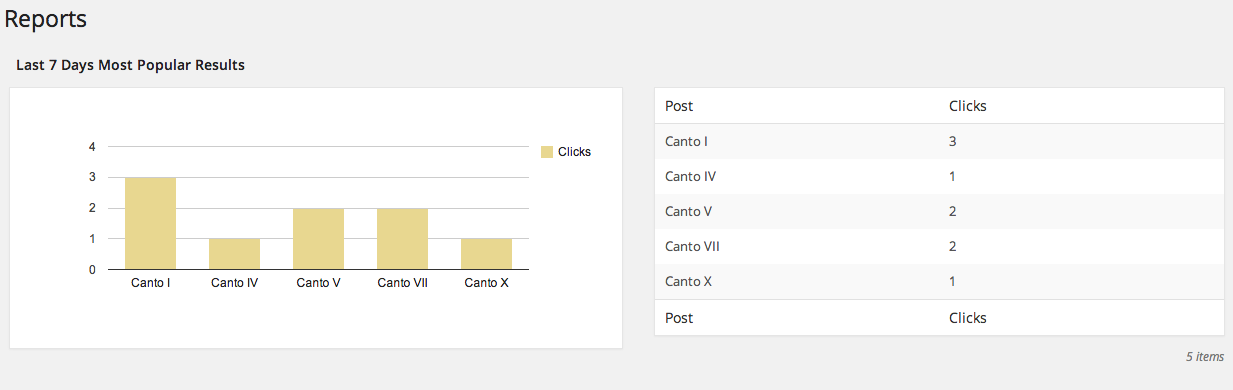 Reports
Last 7 Days Most Popular Results
4
3
2
1
0
Canto I Canto IV Canto V Canto VII Canto X
Clicks
Post Clicks
Canto I 3
Canto IV 1
Canto V 2
Canto VII 2
Canto X 1
Post Clicks
5 items